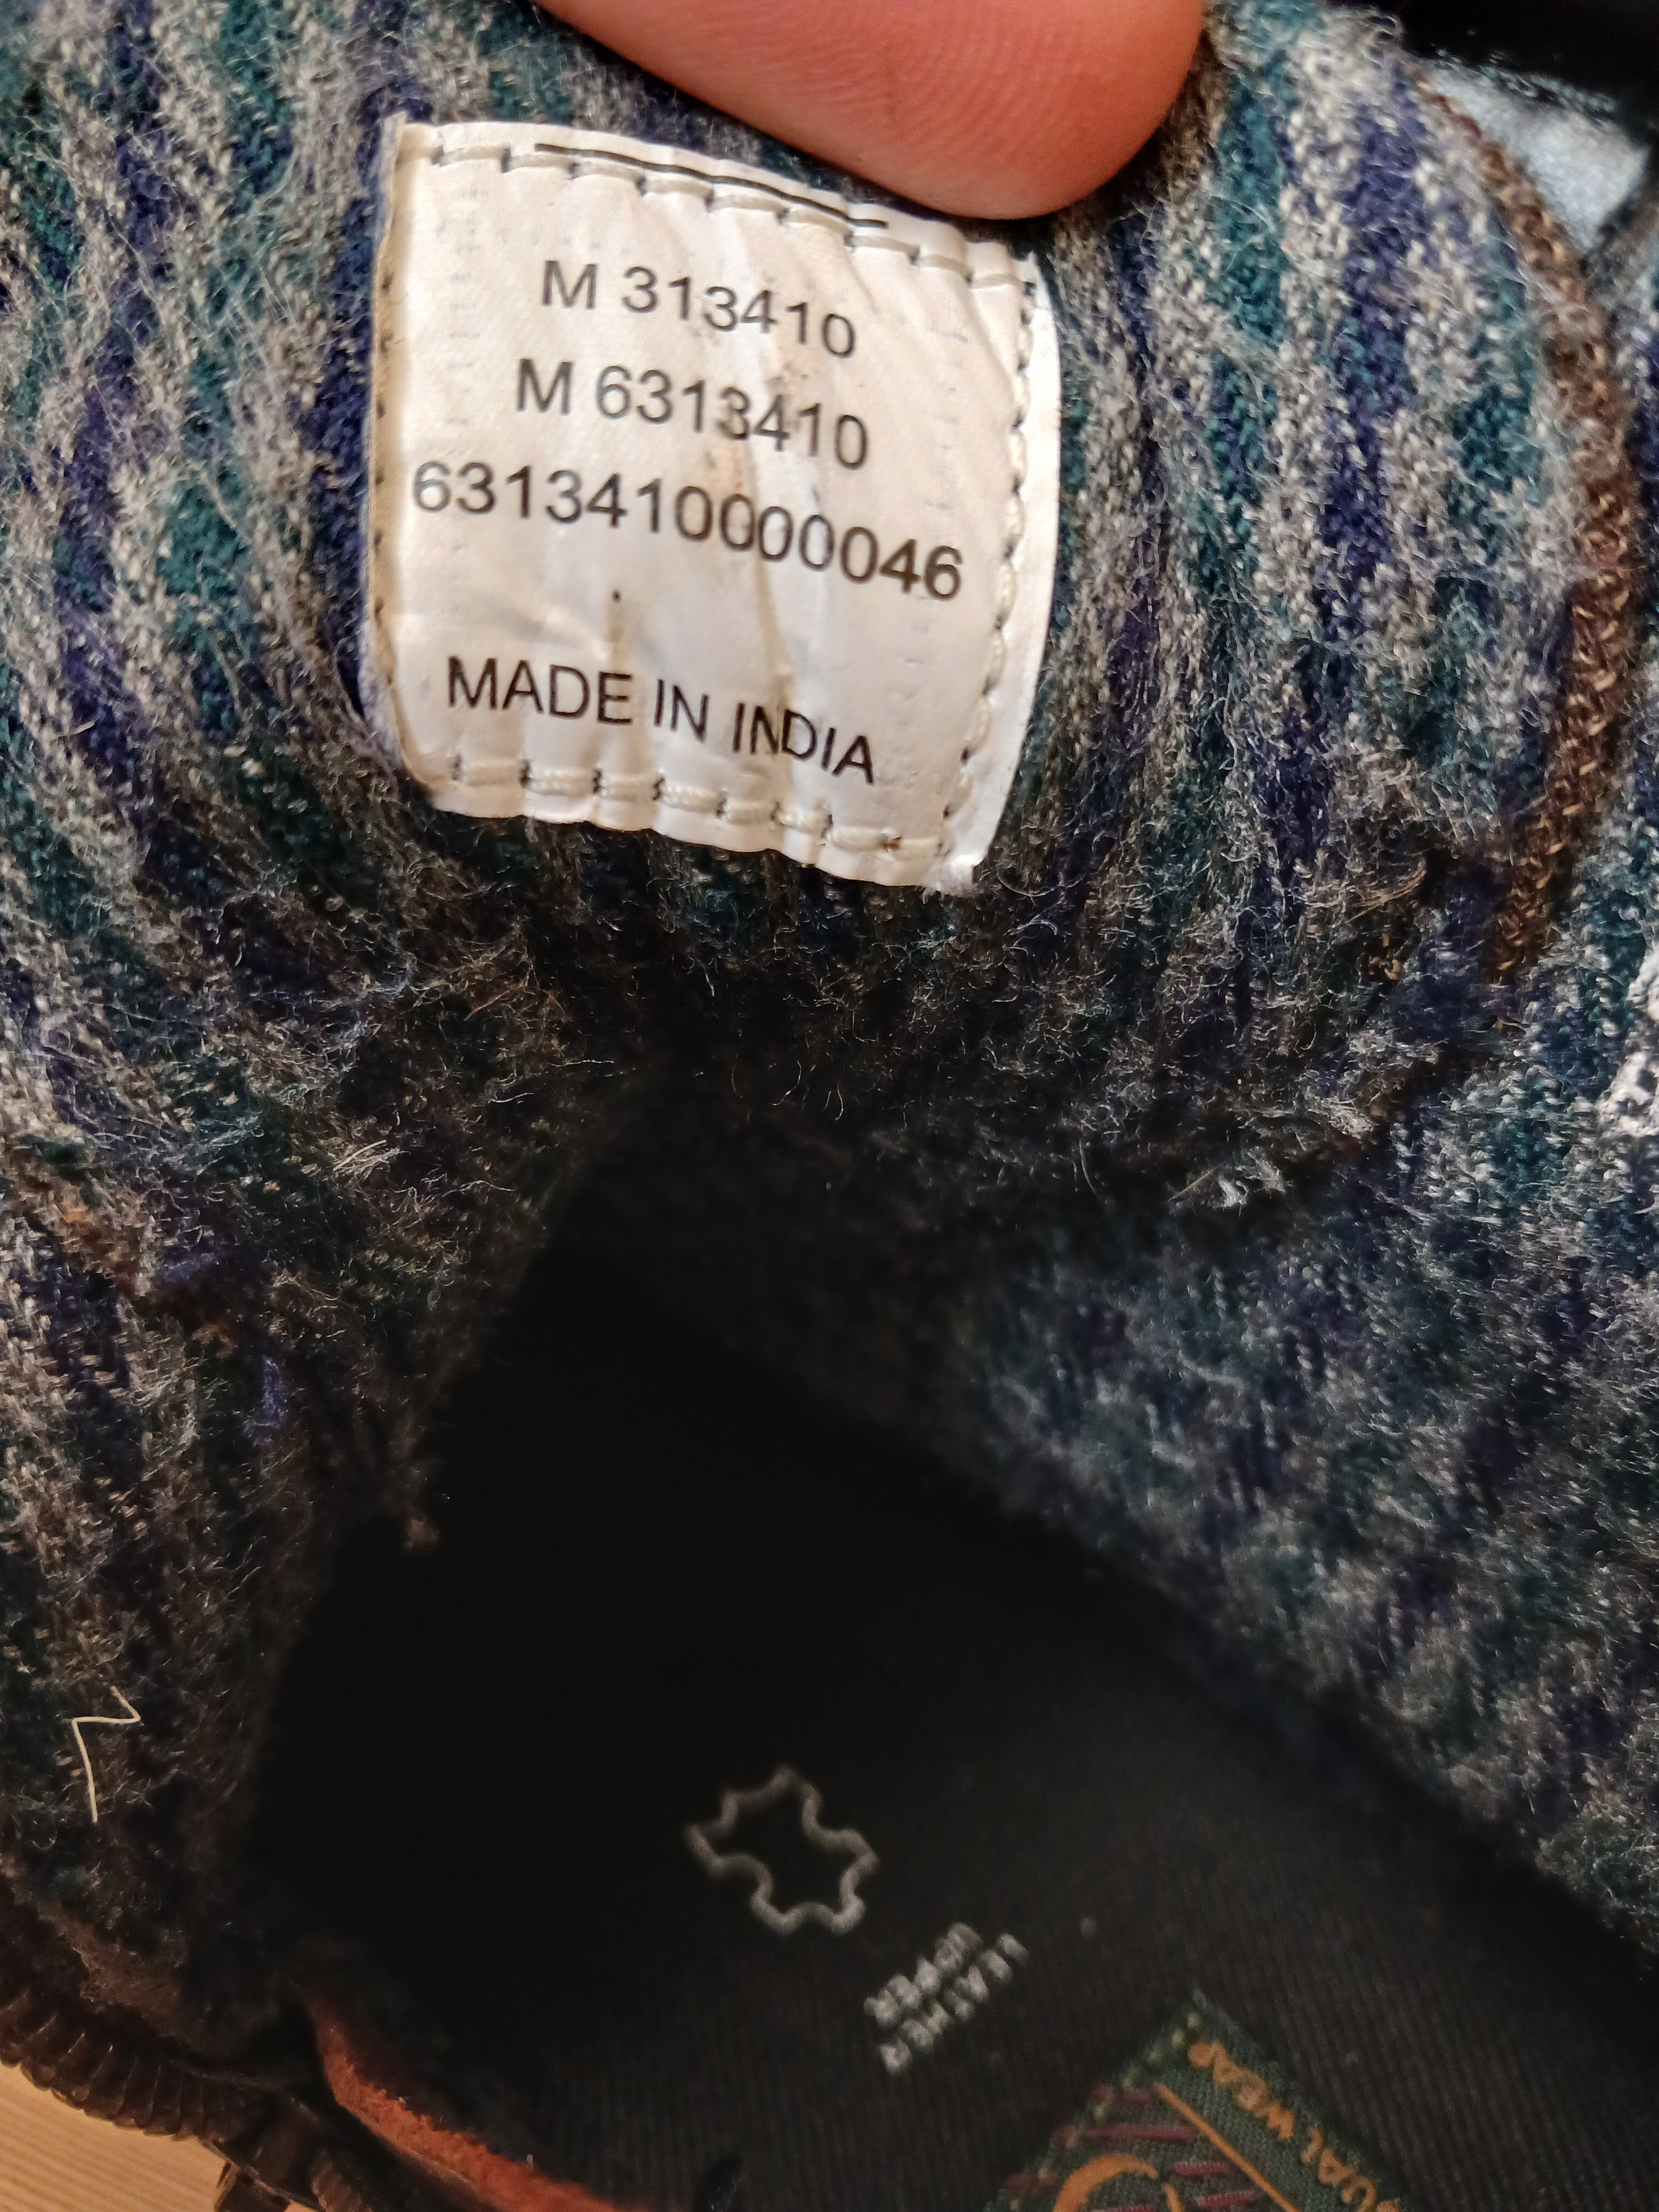 M 313410
M 6313410
6313410000046
MADE IN INDIA
LEATHER
UPPER